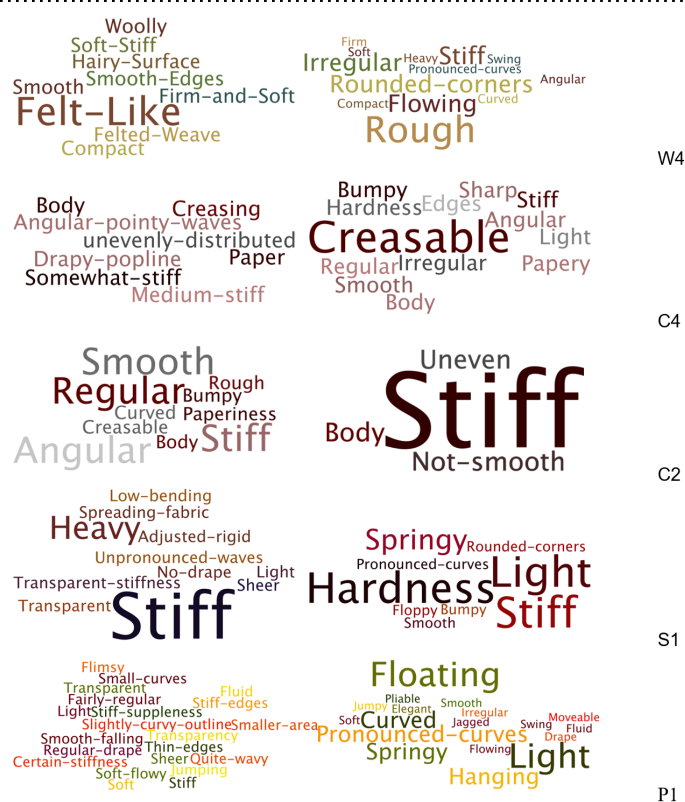 Woolly
Soft-Stiff
Hairy-Surface
Smooth-Edges
Smooth
Firm-and-Soft
Felt-Like
Felted-Weave
Compact
Firm
Soft
Irregular Heavy Stiff Swing
Pronounced-curves
Rounded-corners Angular
Compact Flowing Curved
Rough
W4
Body Creasing
Angular-pointy-waves
unevenly-distributed
Drapy-popline Paper
Somewhat-stiff
Medium-stiff
Bumpy Sharp Stiff
Hardness Edges
Angular
Creasable Light
Regular Irregular Papery
Smooth
Body
C4
Smooth
Regular Rough
Bumpy
Curved Paperiness
Creasable
Angular Body Stiff
Uneven
Stiff
Body
Not-smooth
C2
Low-bending
Spreading-fabric
Heavy Adjusted-rigid
Unpronounced-waves
No-drape Light
Transparent-stiffness Sheer
Transparent Stiff
Springy Rounded-corners
Pronounced-curves
Hardness Light
Floppy Bumpy Stiff
Smooth
S1
Flimsy
Small-curves
Transparent Fluid
Fairly-regular Stiff-edges
Light Stiff-suppleness
Slightly-curvy-outline Smaller-area
Smooth-falling Transparency
Regular-drape Thin-edges
Certain-stiffness Sheer Quite-wavy
Soft-flowy Jumping
Soft Stiff
Floating
Pliable Smooth
Jumpy Elegant Irregular
Soft Curved Jagged Swing Moveable
Fluid
Pronounced-curves Drape
Springy Flowing Light
Hanging
P1